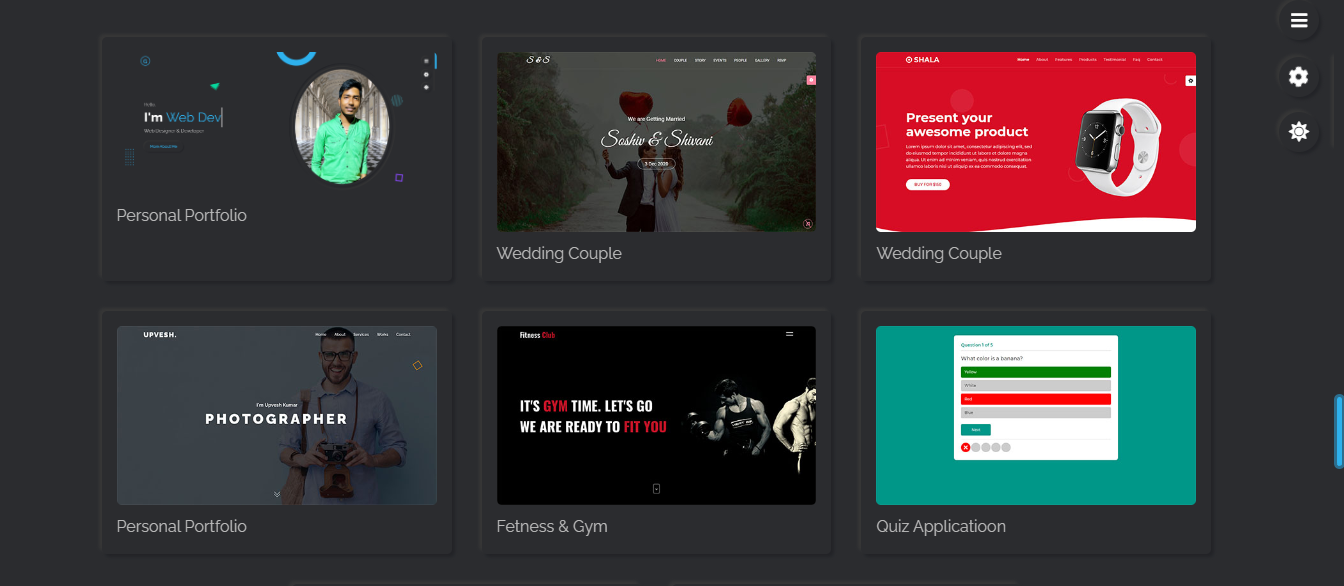 Hello,
I'm Web Dev
Web Designer & Developer
More About Me
Personal Portfolio
S & S
HOME COUPLE STORY EVENTS PEOPLE GALLERY RSVP
We are Getting Married
Soshiv & Shivani
3 Dec 2020
Wedding Couple
SHALA
Home About Features Products Testimonial Faq Contact
Present your
awesome product
Lorem ipsum dolor sit amet, consectetur adipiscing elit, sed
do eiusmod tempor incididunt ut labore et dolore magna
aliqua. Ut enim ad minim veniam, quis nostrud exercitation
ullamco laboris nisi ut aliquip ex ea commodo consequat.
BUY FOR $160
Wedding Couple
UPVESH.
Home About Services Works Contact
I'm Upvesh Kumar
PHOTOGRAPHER
Personal Portfolio
Fitness Club
IT'S GYM TIME. LET'S GO
WE ARE READY TO FIT YOU
Fetness & Gym
Question 1 of 5
What color is a banana?
Yellow
White
Red
Blue
Next
Quiz Applicatioon